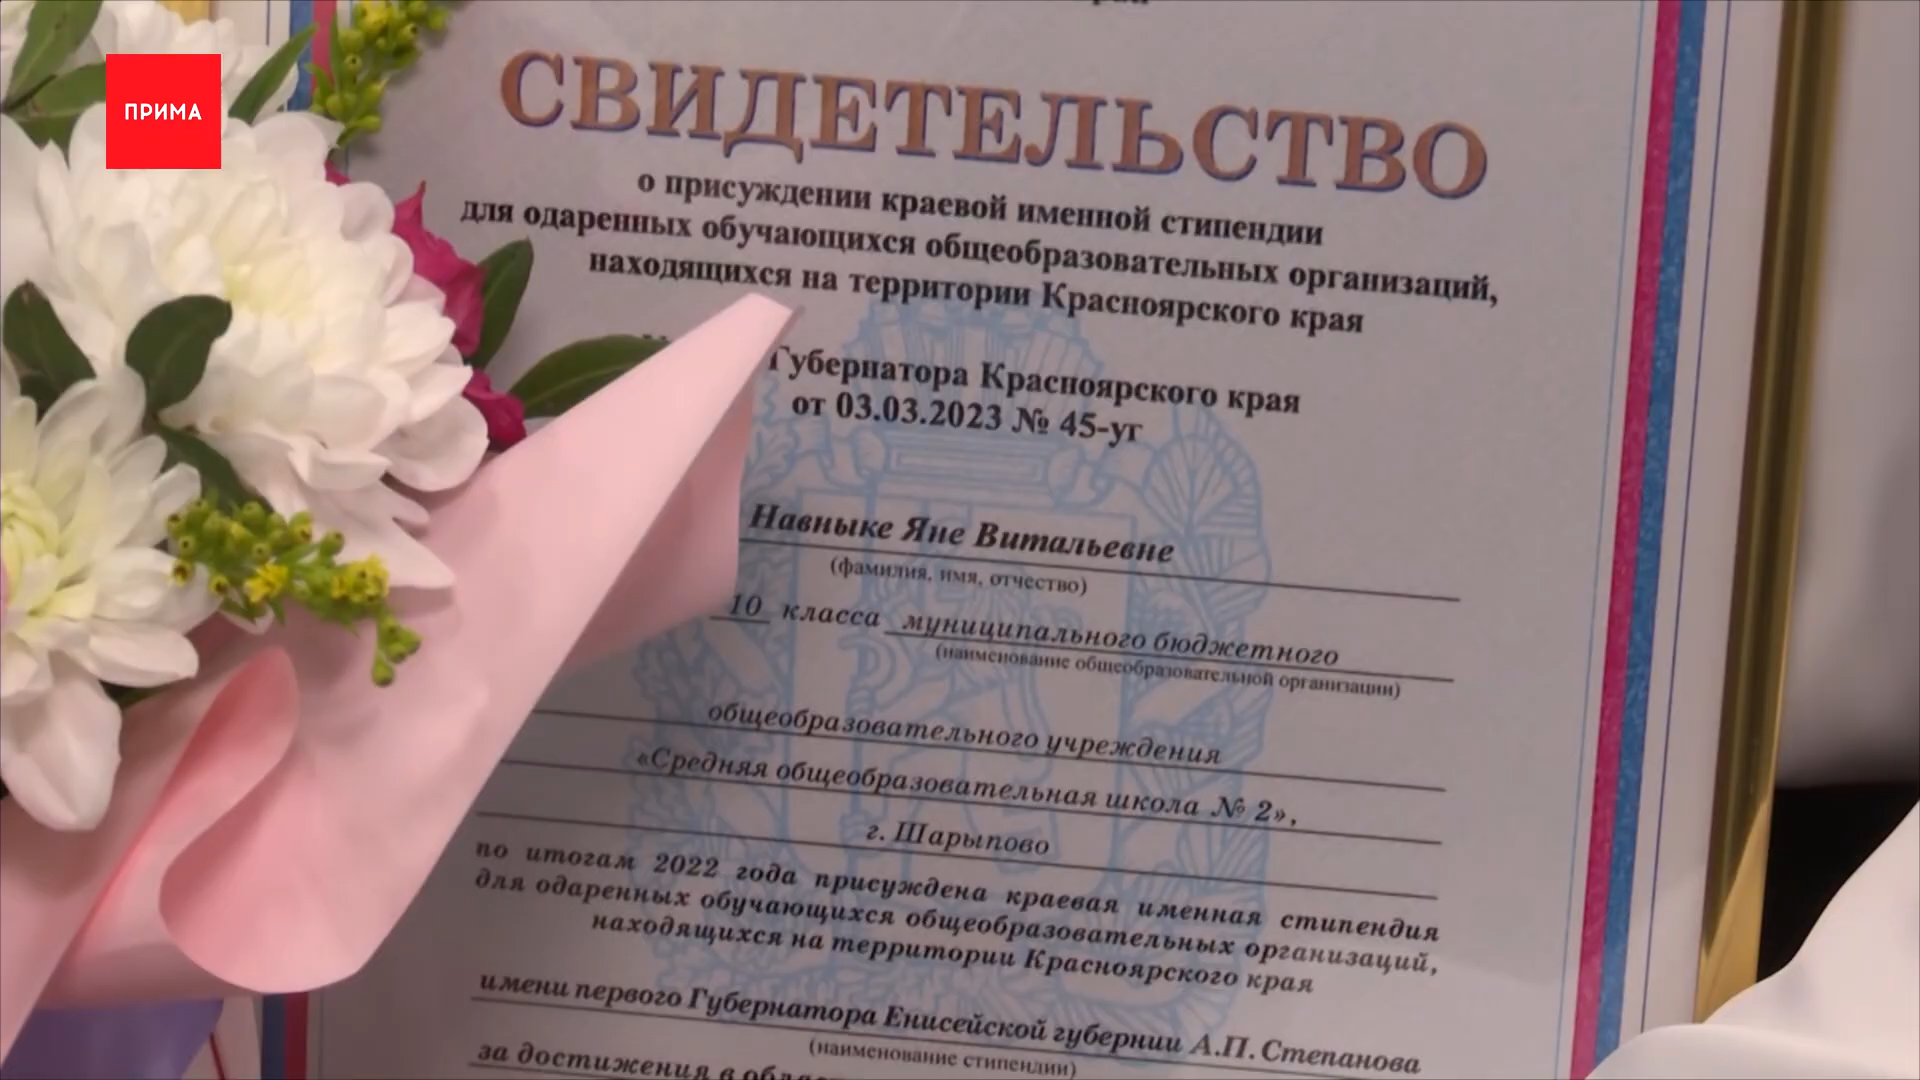 ПРИМА
СВИДЕТЕЛЬСТВО
о присуждении краевой именной стипендии
для одаренных обучающихся общеобразовательных организаций,
находящихся на территории Красноярского края
Губернатора Красноярского края
от 03.03.2023 № 45-уг
Навныке Яне Витальевне
(фамилия, имя, отчество)
10 класса муниципального бюджетного
(наименование общеобразовательной организации)
общеобразовательного учреждения
«Средняя общеобразовательная школа № 2»,
г. Шарыпово
по итогам 2022 года присуждена краевая именная стипендия
для одаренных обучающихся общеобразовательных организаций,
находящихся на территории Красноярского края
имени первого Губернатора Енисейской губернии А.П. Степанова
(наименование стипендии)
за достижения в